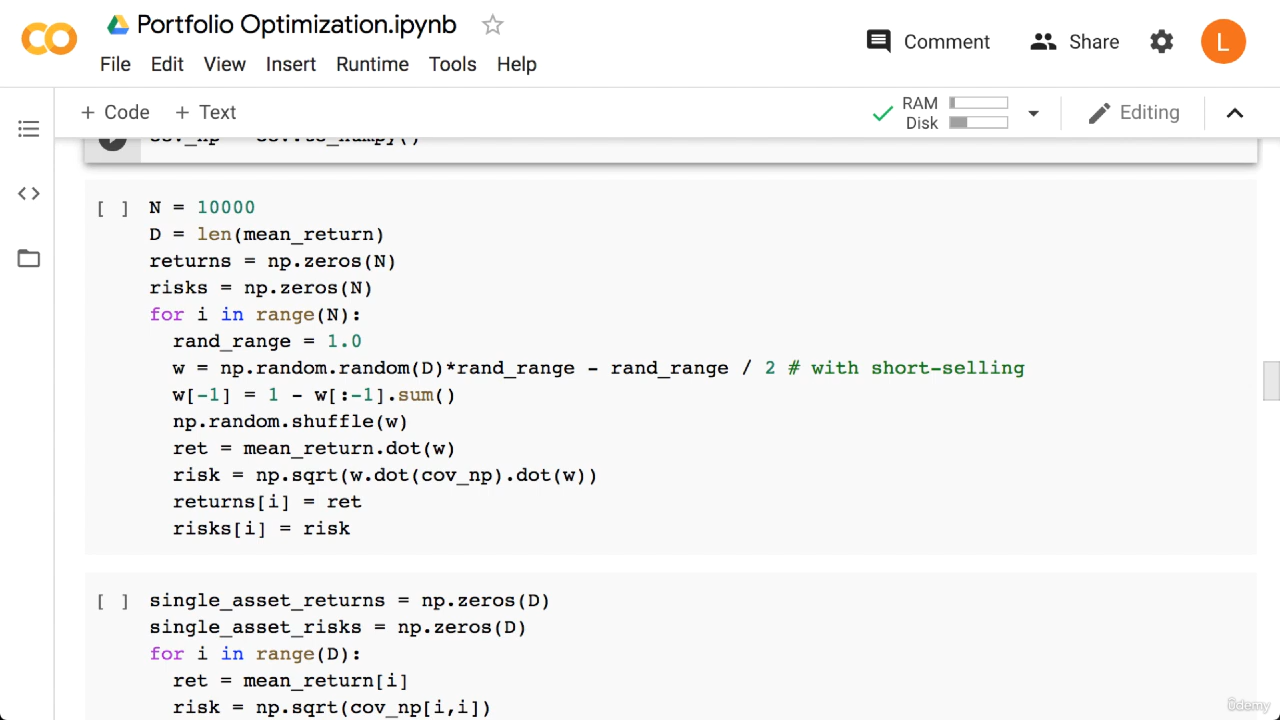 Portfolio Optimization.ipynb
Comment
Share
L
File Edit View Insert Runtime Tools Help
+ Code + Text
RAM
Disk
Editing
cov_np = cov.to_numpy()
[ ] N = 10000
D = len(mean_return)
returns = np.zeros(N)
risks = np.zeros(N)
for i in range(N):
  rand_range = 1.0
  w = np.random.random(D)*rand_range - rand_range / 2 # with short-selling
  w[-1] = 1 - w[:-1].sum()
  np.random.shuffle(w)
  ret = mean_return.dot(w)
  risk = np.sqrt(w.dot(cov_np).dot(w))
  returns[i] = ret
  risks[i] = risk
[ ] single_asset_returns = np.zeros(D)
single_asset_risks = np.zeros(D)
for i in range(D):
  ret = mean_return[i]
  risk = np.sqrt(cov_np[i,i])
ûdemy